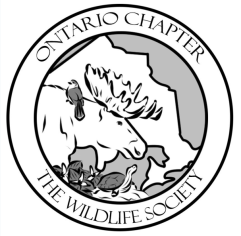 ONTARIO CHAPTER
THE WILDLIFE SOCIETY